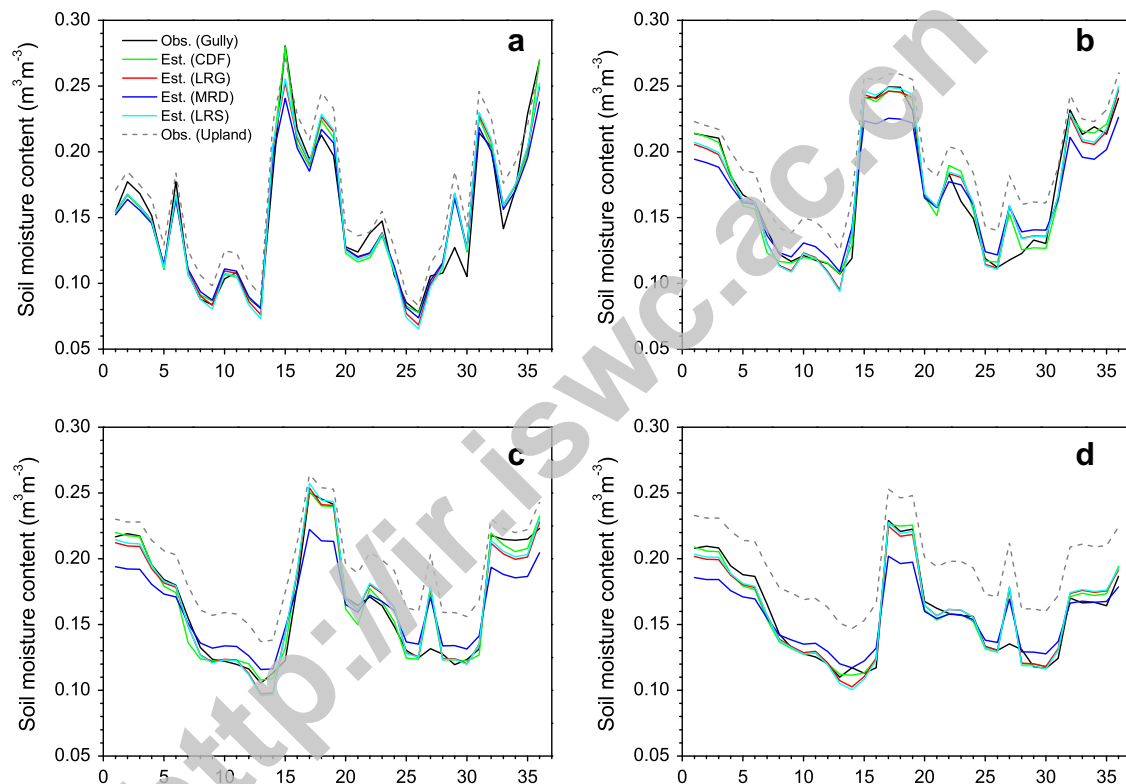 0.30
0.25
0.20
0.15
0.10
0.05
Soil moisture content (m³m⁻³)
a
Obs. (Gully)
Est. (CDF)
Est. (LRG)
Est. (MRD)
Est. (LRS)
Obs. (Upland)
0 5 10 15 20 25 30 35
0.30
0.25
0.20
0.15
0.10
0.05
Soil moisture content (m³m⁻³)
b
0 5 10 15 20 25 30 35
0.30
0.25
0.20
0.15
0.10
0.05
Soil moisture content (m³m⁻³)
c
0 5 10 15 20 25 30 35
0.30
0.25
0.20
0.15
0.10
0.05
Soil moisture content (m³m⁻³)
d
0 5 10 15 20 25 30 35
http://ir.iswc.ac.cn